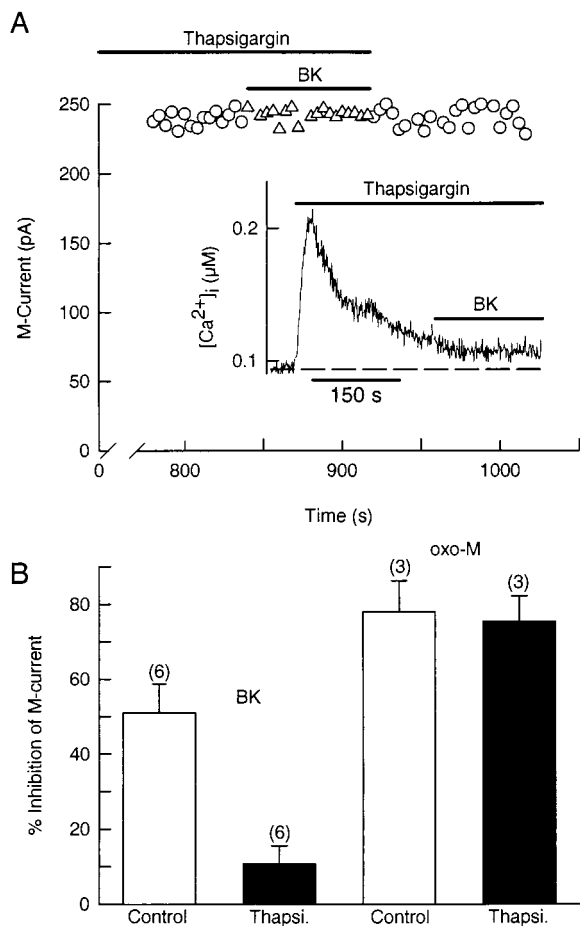 A
Thapsigargin
BK
250
200
150
100
50
0
M-Current (pA)
Thapsigargin
BK
0.2
0.1
[Ca2+]i (µM)
150 s
0
800
900
1000
Time (s)
B
oxo-M
(6)
BK
(6)
(3)
(3)
80
60
40
20
0
% Inhibition of M-current
Control
Thapsi.
Control
Thapsi.